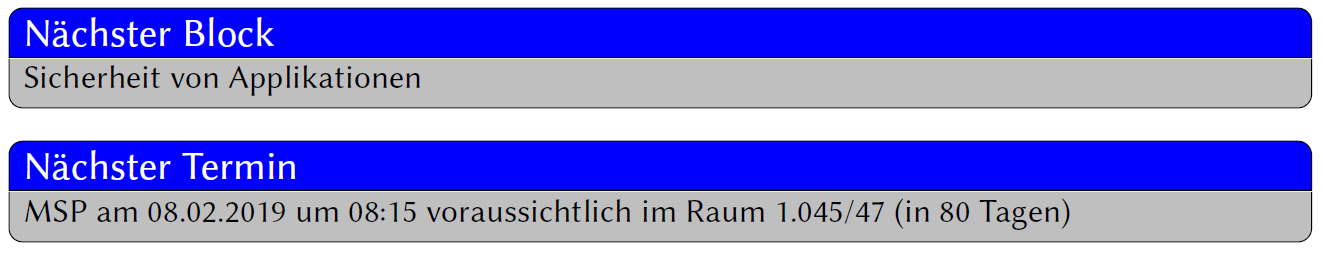 Nächster Block
Sicherheit von Applikationen
Nächster Termin
MSP am 08.02.2019 um 08:15 voraussichtlich im Raum 1.045/47 (in 80 Tagen)